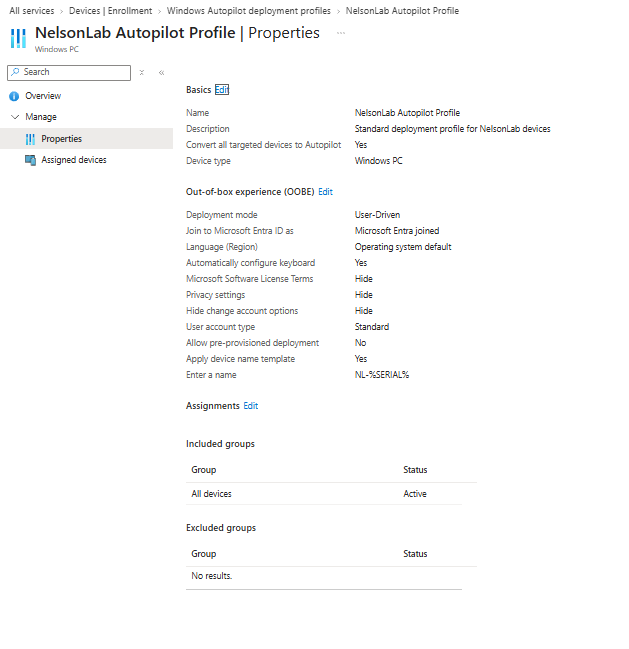 All services > Devices | Enrollment > Windows Autopilot deployment profiles > NelsonLab Autopilot Profile
NelsonLab Autopilot Profile | Properties ...
Windows PC
Search
Overview
Manage
Properties
Assigned devices
Basics Edit
Name NelsonLab Autopilot Profile
Description Standard deployment profile for NelsonLab devices
Convert all targeted devices to Autopilot Yes
Device type Windows PC
Out-of-box experience (OOBE) Edit
Deployment mode User-Driven
Join to Microsoft Entra ID as Microsoft Entra joined
Language (Region) Operating system default
Automatically configure keyboard Yes
Microsoft Software License Terms Hide
Privacy settings Hide
Hide change account options Hide
User account type Standard
Allow pre-provisioned deployment No
Apply device name template Yes
Enter a name NL-%SERIAL%
Assignments Edit
Included groups
Group Status
All devices Active
Excluded groups
Group Status
No results.